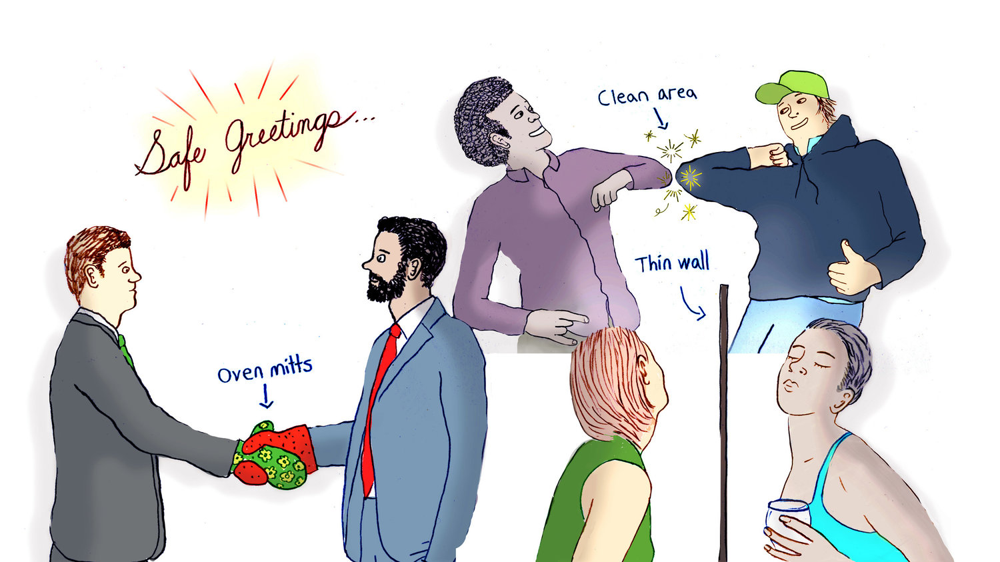 Safe Greetings...
Clean area
Thin wall
Oven mitts